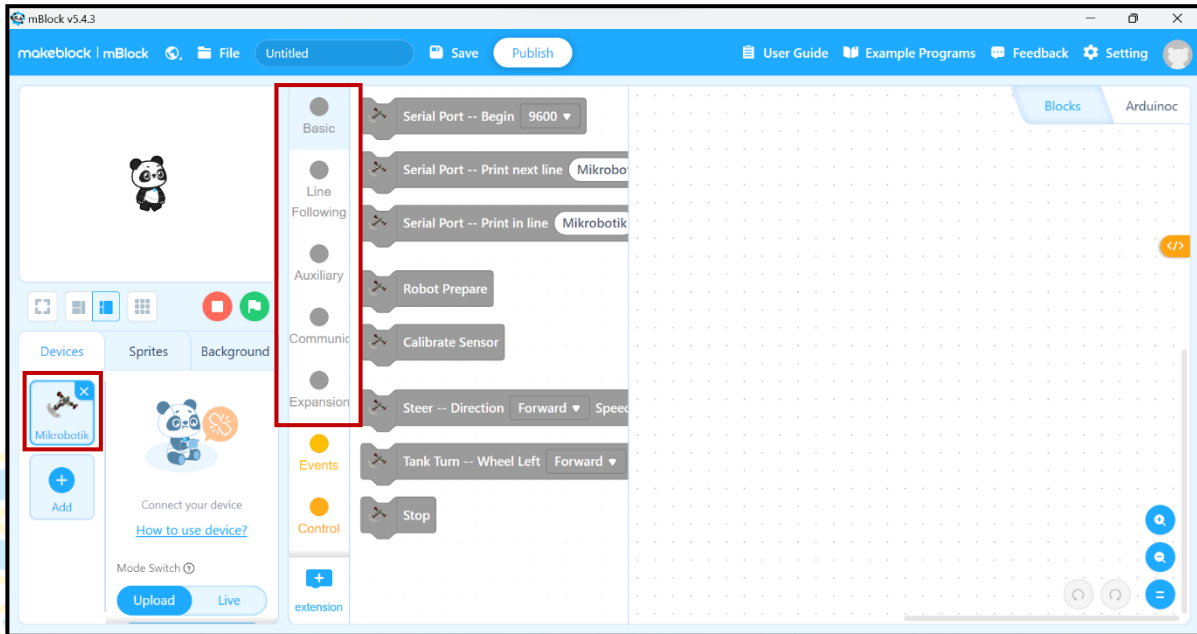 mBlock v5.4.3
makeblock | mBlock File Untitled Save Publish User Guide Example Programs Feedback Setting
Basic
Line
Following
Auxiliary
Communic
Expansion
Events
Control
extension
Serial Port -- Begin 9600
Serial Port -- Print next line Mikrobo
Serial Port -- Print in line Mikrobotik
Robot Prepare
Calibrate Sensor
Steer -- Direction Forward Speed
Tank Turn -- Wheel Left Forward
Stop
Blocks Arduinoc
</>
Devices Sprites Background
Mikrobotik
Add
Connect your device
How to use device?
Mode Switch
Upload Live